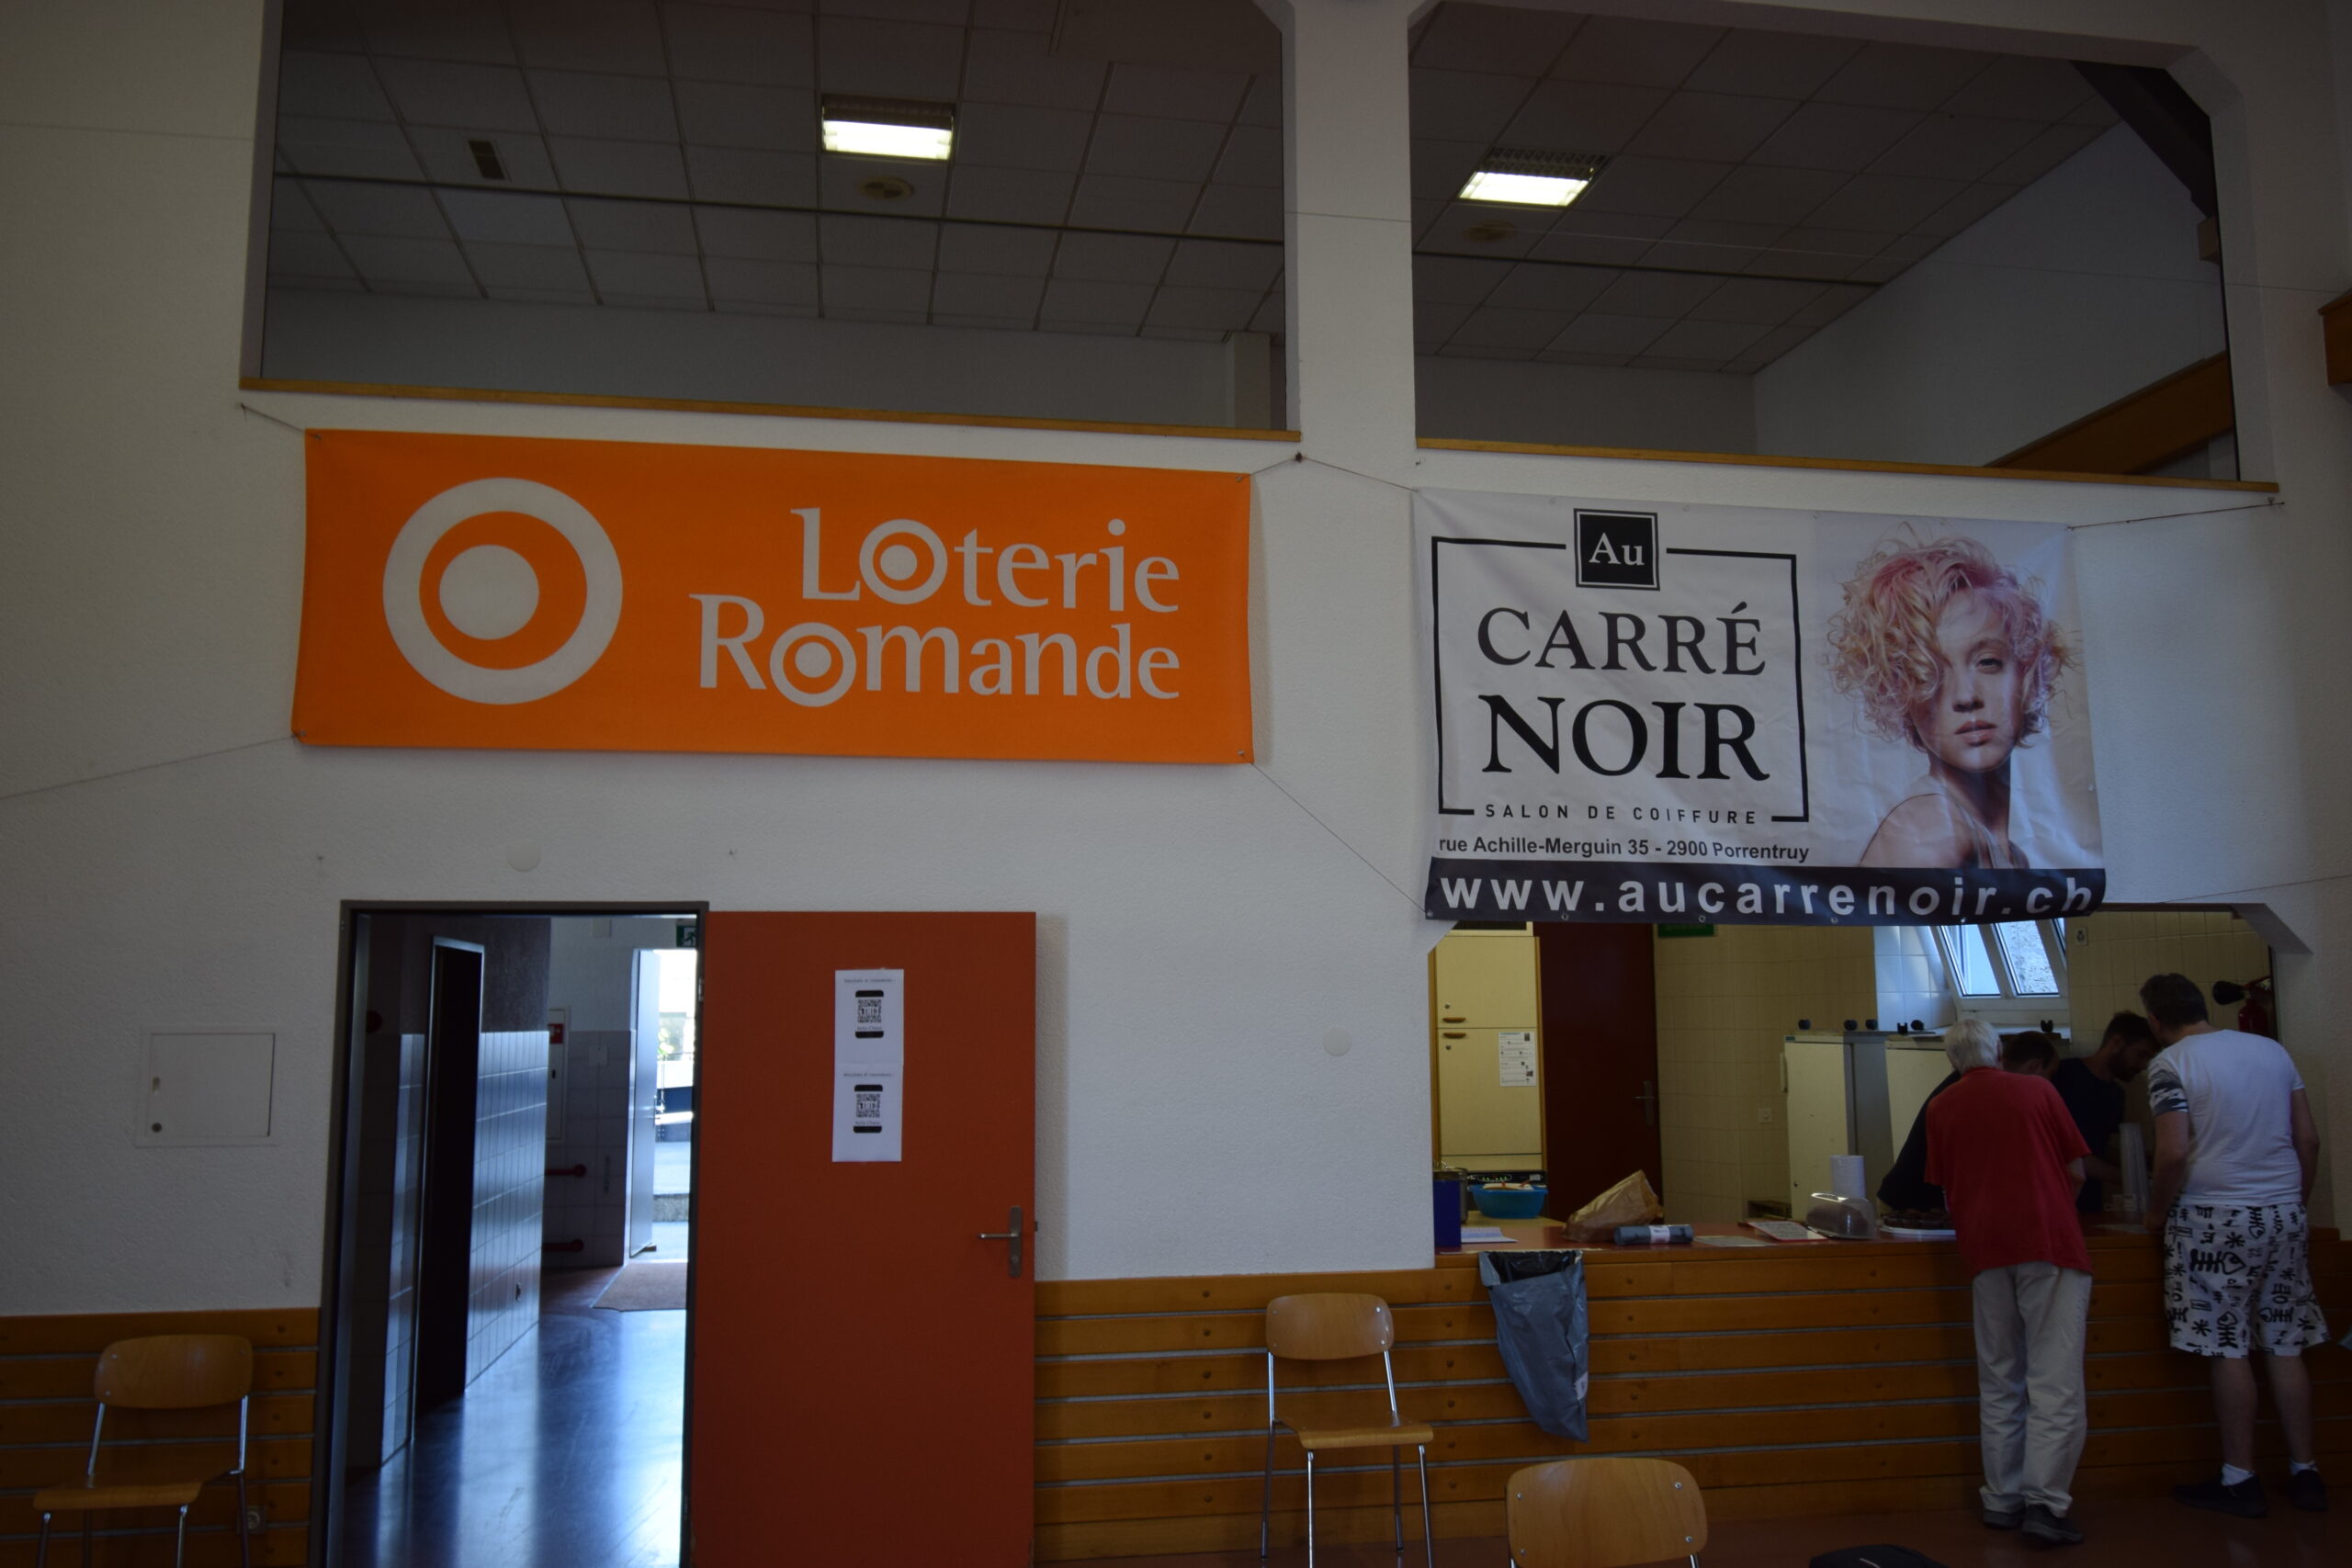 Loterie
Romande
Au
CARRÉ
NOIR
SALON DE COIFFURE
rue Achille-Merguin 35 - 2900 Porrentruy
www.aucarrenoir.ch